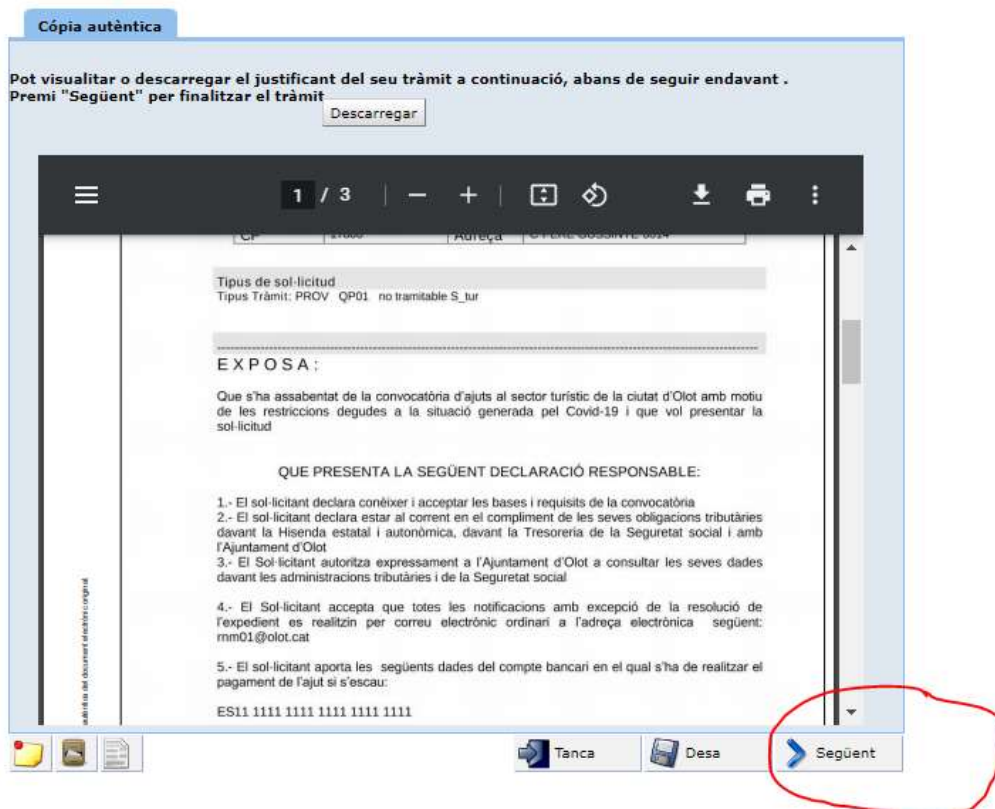 Cópia autèntica
Pot visualitar o descarregar el justificant del seu tràmit a continuació, abans de seguir endavant .
Premi "Següent" per finalitzar el tràmit
Descarregar
1 / 3
CP
Adreça
Tipus de sol·licitud
Tipus Tràmit: PROV QP01 no tramitable S_tur
E X P O S A :
Que s'ha assabentat de la convocatòria d'ajuts al sector turístic de la ciutat d'Olot amb motiu
de les restriccions degudes a la situació generada pel Covid-19 i que vol presentar la
sol·licitud
QUE PRESENTA LA SEGÜENT DECLARACIÓ RESPONSABLE:
1.- El sol·licitant declara conèixer i acceptar les bases i requisits de la convocatòria
2.- El sol·licitant declara estar al corrent en el compliment de les seves obligacions tributàries
davant la Hisenda estatal i autonòmica, davant la Tresoreria de la Seguretat social i amb
l'Ajuntament d'Olot
3.- El Sol·licitant autoritza expressament a l'Ajuntament d'Olot a consultar les seves dades
davant les administracions tributàries i de la Seguretat social
4.- El Sol·licitant accepta que totes les notificacions amb excepció de la resolució de
l'expedient es realitzin per correu electrònic ordinari a l'adreça electrònica següent:
rnm01@olot.cat
5.- El sol·licitant aporta les següents dades del compte bancari en el qual s'ha de realitzar el
pagament de l'ajut si s'escau:
ES11 1111 1111 1111 1111 1111
del document electrònic original.
Tanca
Desa
Següent